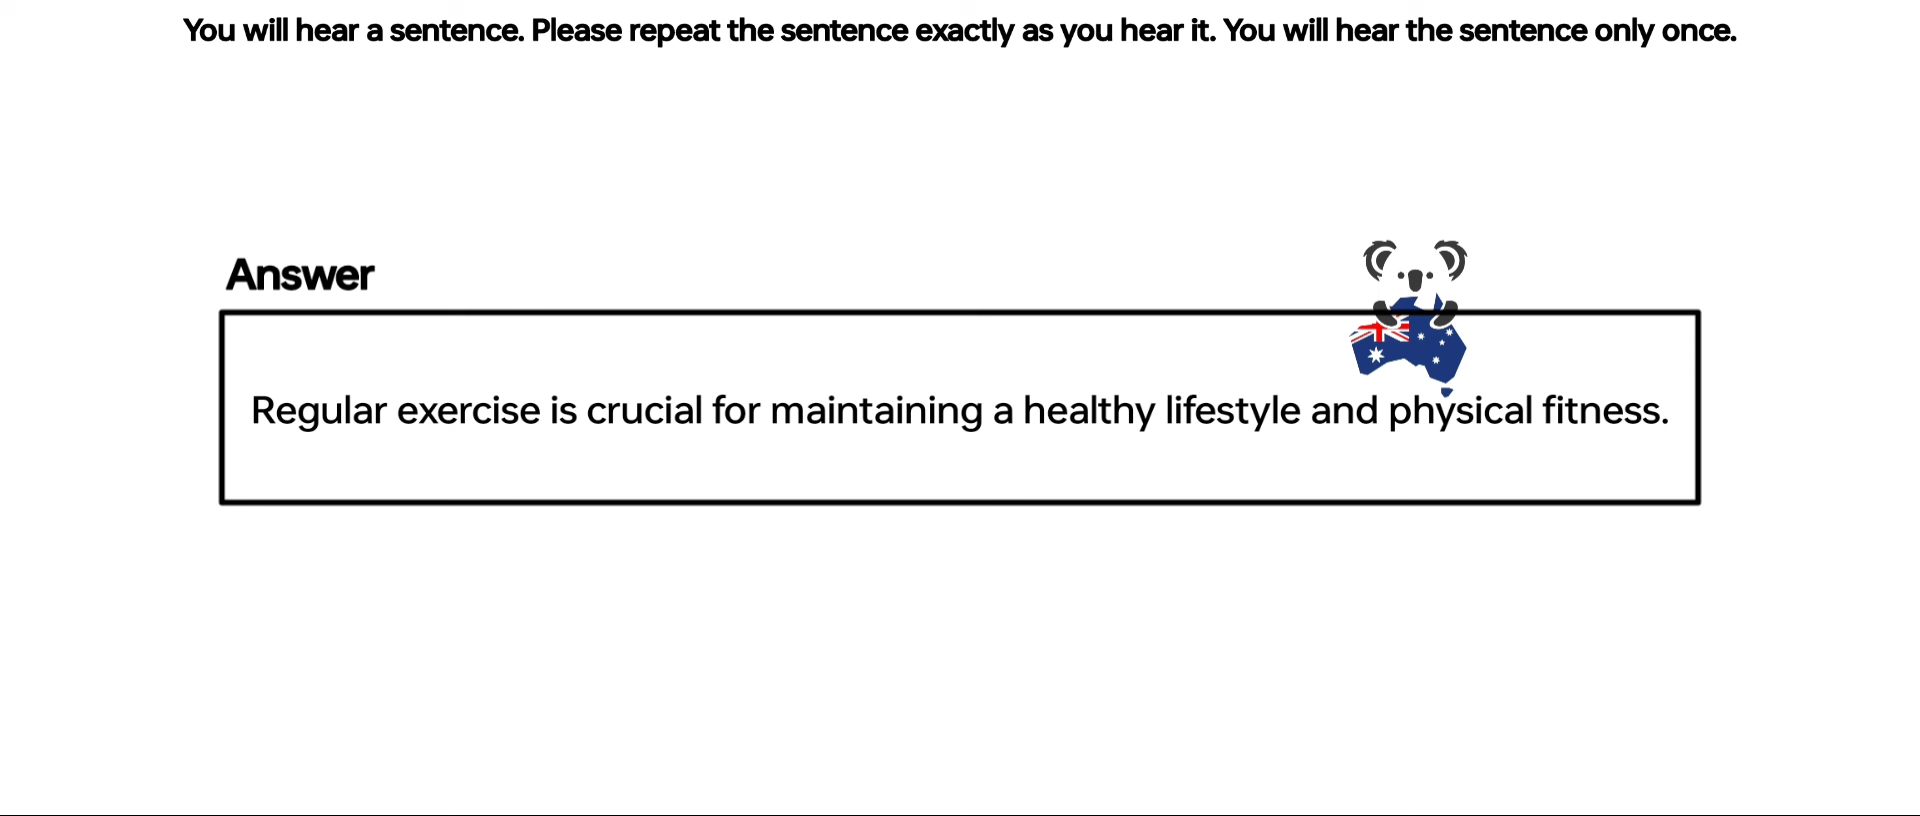 You will hear a sentence. Please repeat the sentence exactly as you hear it. You will hear the sentence only once.
Answer
Regular exercise is crucial for maintaining a healthy lifestyle and physical fitness.